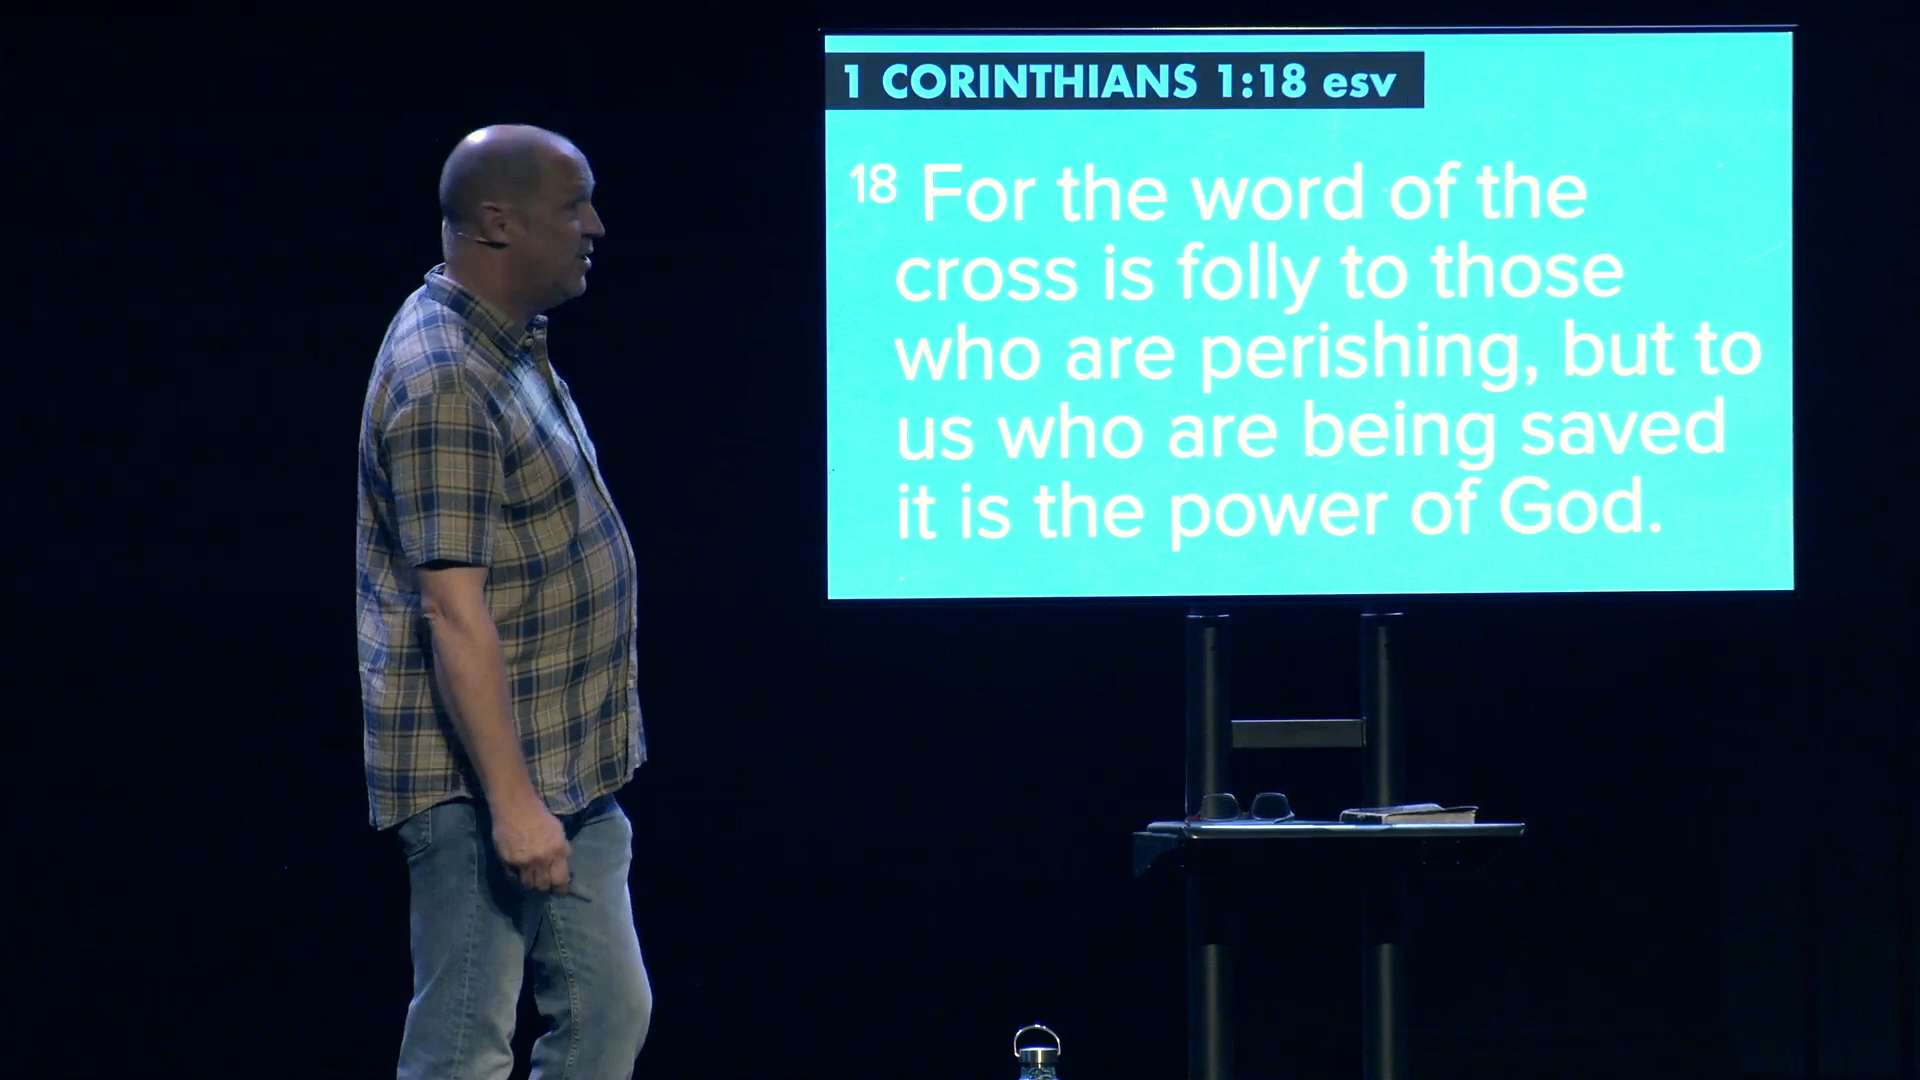 1 CORINTHIANS 1:18 esv
18 For the word of the
cross is folly to those
who are perishing, but to
us who are being saved
it is the power of God.